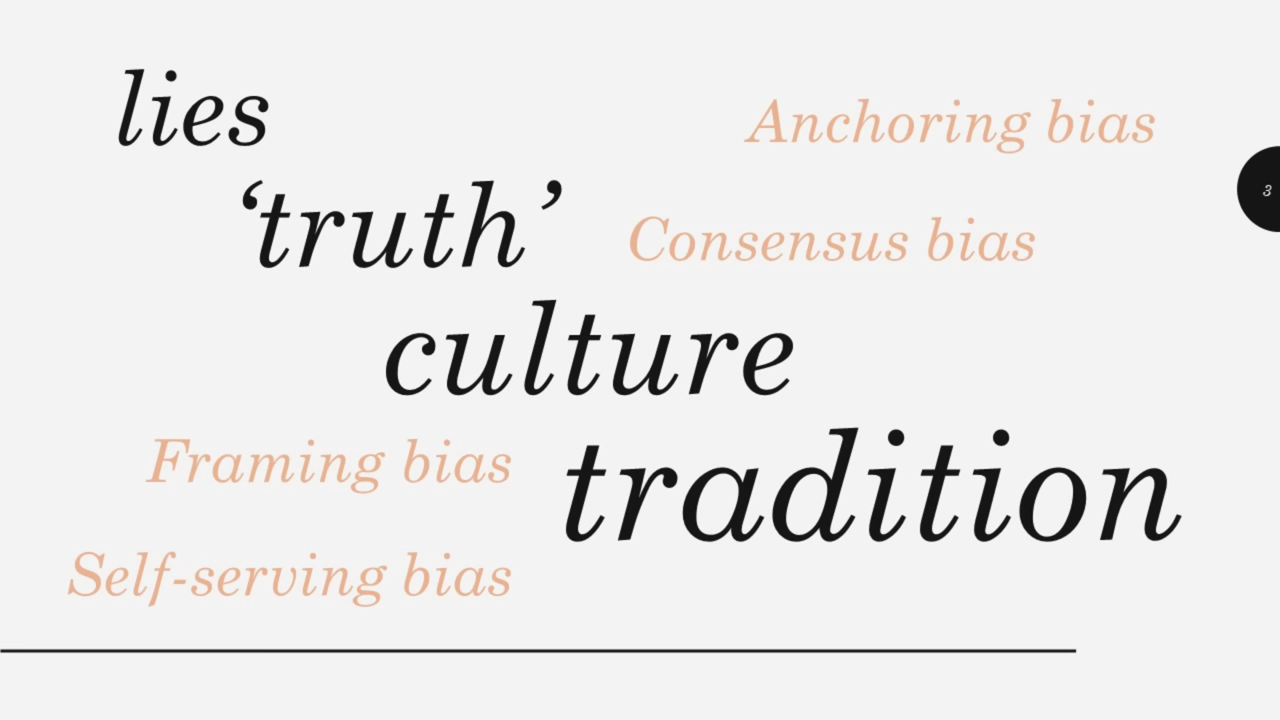 lies
Anchoring bias
3
‘truth’
Consensus bias
culture
Framing bias
tradition
Self-serving bias